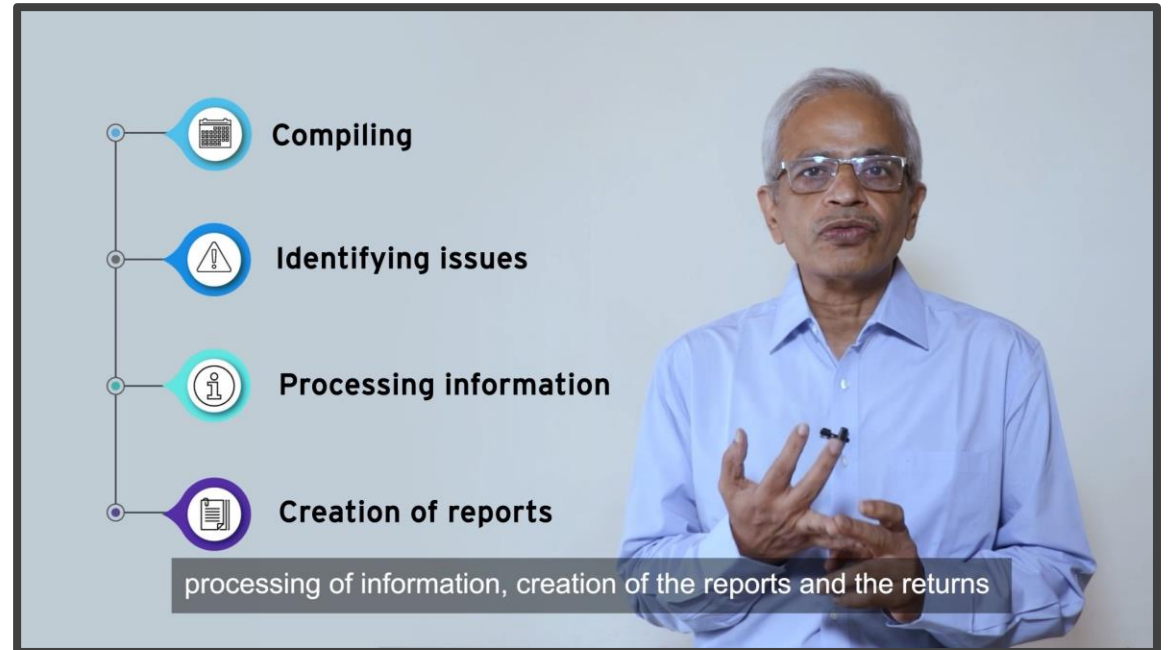 Compiling
Identifying issues
Processing information
Creation of reports
processing of information, creation of the reports and the returns